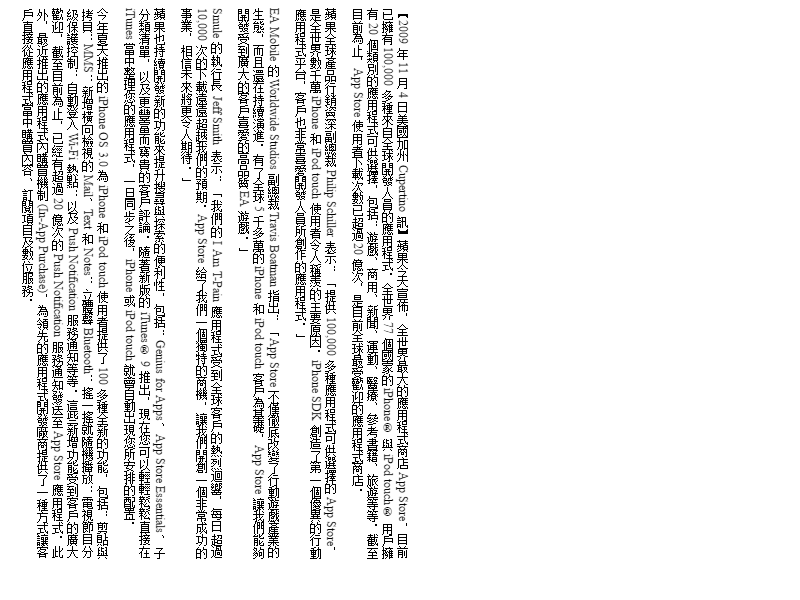 【2009 年 11 月 4 日美國加州 Cupertino 訊】蘋果今天宣佈，全世界最大的應用程式商店 App Store，目前
已擁有 100,000 多種來自全球開發人員的應用程式。全世界 77 個國家的 iPhone® 與 iPod touch® 用戶擁
有 20 個類別的應用程式可供選擇，包括：遊戲、商用、新聞、運動、醫療、參考書籍、旅遊等等。截至
目前為止，App Store 使用者下載次數已超過 20 億次，是目前全球最受歡迎的應用程式商店。
蘋果全球產品行銷資深副總裁 Philip Schiller 表示：「提供 100,000 多種應用程式可供選擇的 App Store，
是全世界數千萬 iPhone 和 iPod touch 使用者令人稱羨的主要原因。iPhone SDK 創造了第一個優異的行動
應用程式平台，客戶也非常喜愛開發人員所創作的應用程式。」
EA Mobile 的 Worldwide Studios 副總裁 Travis Boatman 指出：「App Store 不僅徹底改變了行動遊戲產業的
生態，而且還在持續演進。有了全球 5 千多萬的 iPhone 和 iPod touch 客戶為基礎，App Store 讓我們能夠
開發受到廣大的客戶喜愛的高品質 EA 遊戲。」
Smule 的執行長 Jeff Smith 表示：「我們的 I Am T-Pain 應用程式受到全球客戶的熱烈迴響，每日超過
10,000 次的下載遠遠超越我們的預期。App Store 給了我們一個獨特的商機，讓我們開創一個非常成功的
事業，相信未來將更令人期待。」
蘋果也持續開發新的功能來提升搜尋與探索的便利性，包括：Genius for Apps、App Store Essentials、子
分類清單，以及更豐富而寶貴的客戶評論。隨著新版的 iTunes® 9 推出，現在您可以輕輕鬆鬆直接在
iTunes 當中整理您的應用程式，一旦同步之後，iPhone 或 iPod touch 就會自動出現您所安排的配置。
今年夏天推出的 iPhone OS 3.0 為 iPhone 和 iPod touch 使用者提供了 100 多種全新的功能，包括：剪貼與
拷貝；MMS；新增橫向檢視的 Mail、Text 和 Notes；立體聲 Bluetooth；搖一搖就隨機播放；電視節目分
級保護控制；自動登入 Wi-Fi 熱點；以及 Push Notification 服務通知等等。這些新增功能受到客戶的廣大
歡迎，截至目前為止，已經有超過 20 億次的 Push Notification 服務通知發送至 App Store 應用程式。此
外，最近推出的應用程式內購買機制 (In-App Purchase)，為領先的應用程式開發廠商提供了一種方式讓客
戶直接從應用程式當中購買內容、訂閱項目及數位服務。